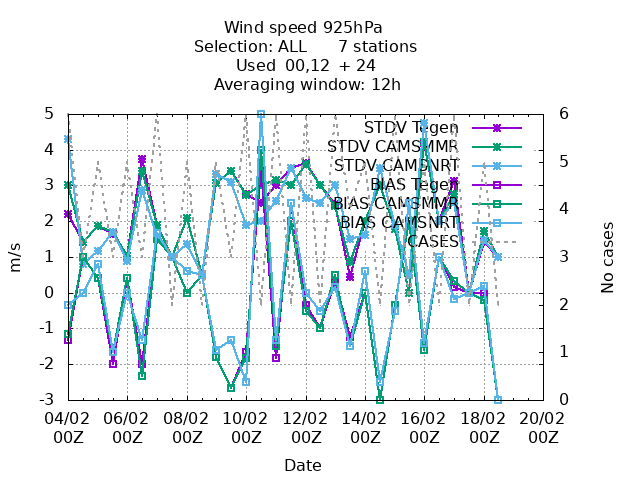 Wind speed 925hPa
Selection: ALL 7 stations
Used 00,12 + 24
Averaging window: 12h
STDV Tegen
STDV CAMSMMR
STDV CAMSNRT
BIAS Tegen
BIAS CAMSMMR
BIAS CAMSNRT
CASES
5
4
3
2
1
0
-1
-2
-3
m/s
6
5
4
3
2
1
0
No cases
04/02 06/02 08/02 10/02 12/02 14/02 16/02 18/02 20/02
00Z 00Z 00Z 00Z 00Z 00Z 00Z 00Z 00Z
Date